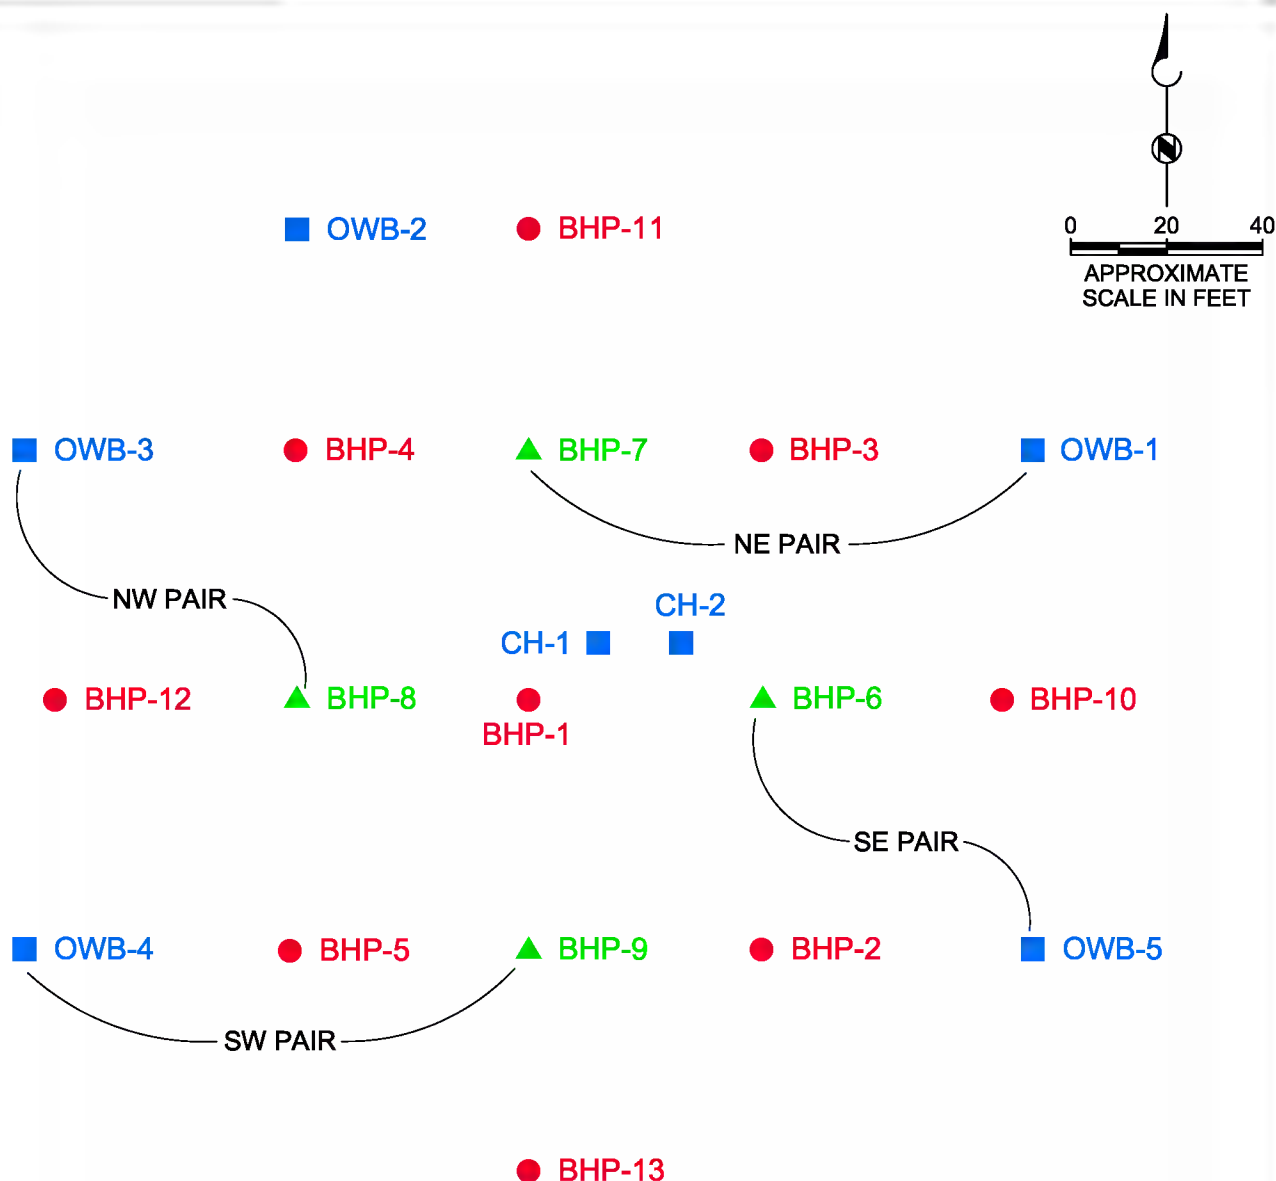 N
0 20 40
APPROXIMATE
SCALE IN FEET
OWB-2 BHP-11
OWB-3 BHP-4 BHP-7 BHP-3 OWB-1
NE PAIR
NW PAIR
CH-2
CH-1
BHP-12 BHP-8 BHP-6 BHP-10
BHP-1
SE PAIR
OWB-4 BHP-5 BHP-9 BHP-2 OWB-5
SW PAIR
BHP-13